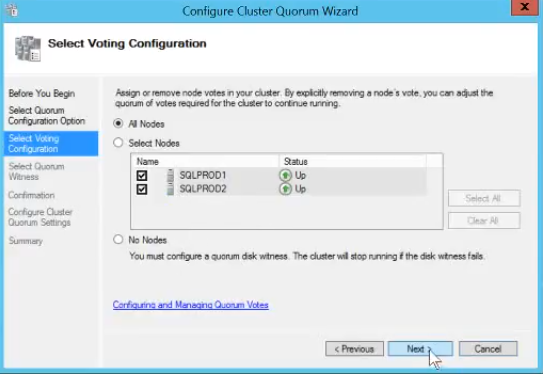 Configure Cluster Quorum Wizard
X
Select Voting Configuration
Before You Begin
Select Quorum
Configuration Option
Select Voting
Configuration
Select Quorum
Witness
Confirmation
Configure Cluster
Quorum Settings
Summary
Assign or remove node votes in your cluster. By explicitly removing a node's vote, you can adjust the
quorum of votes required for the cluster to continue running.
All Nodes
Select Nodes
Name Status
SQLPROD1 Up
SQLPROD2 Up
Select All
Clear All
No Nodes
You must configure a quorum disk witness. The cluster will stop running if the disk witness fails.
Configuring and Managing Quorum Votes
< Previous Next > Cancel